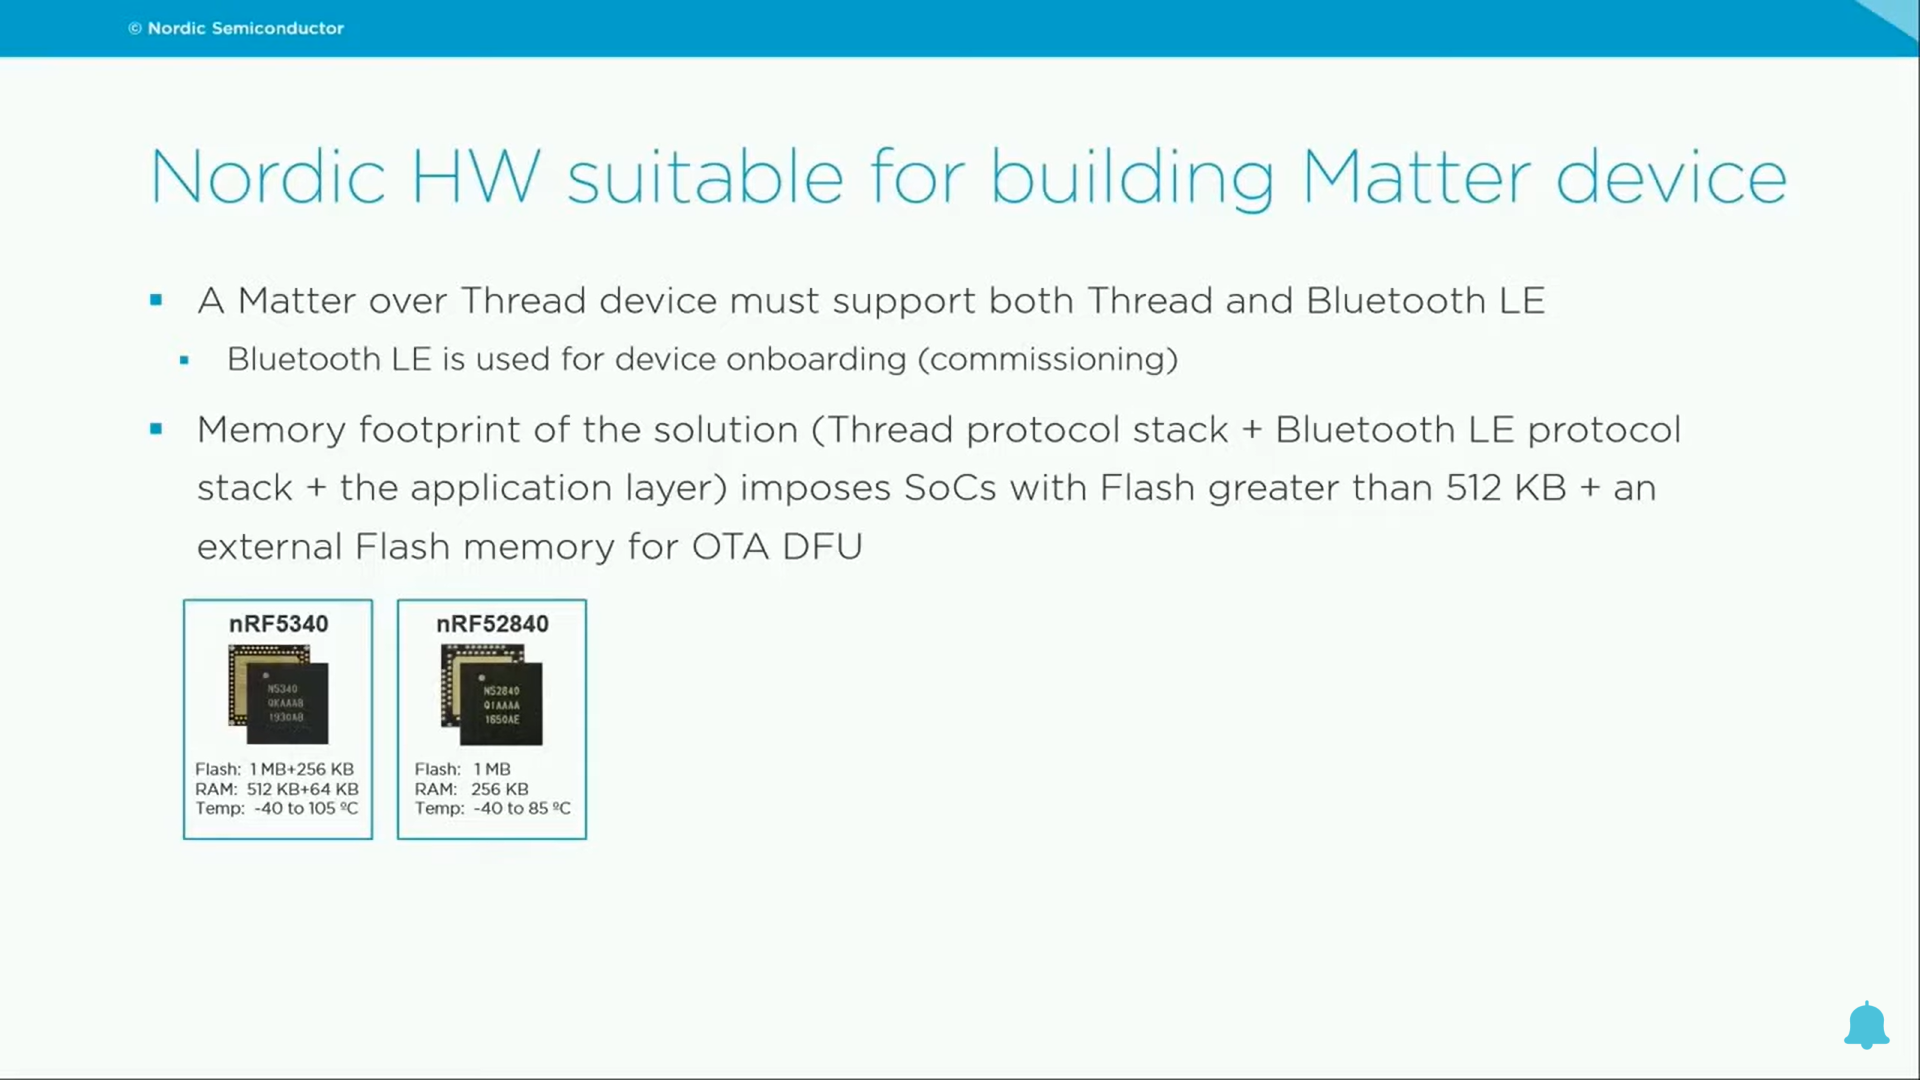 © Nordic Semiconductor
Nordic HW suitable for building Matter device
▪ A Matter over Thread device must support both Thread and Bluetooth LE
▪ Bluetooth LE is used for device onboarding (commissioning)
▪ Memory footprint of the solution (Thread protocol stack + Bluetooth LE protocol
stack + the application layer) imposes SoCs with Flash greater than 512 KB + an
external Flash memory for OTA DFU
nRF5340
N5340
QKAAAB
1930AB
Flash: 1 MB+256 KB
RAM: 512 KB+64 KB
Temp: -40 to 105 ºC
nRF52840
N52840
QIAAAA
1650AE
Flash: 1 MB
RAM: 256 KB
Temp: -40 to 85 ºC